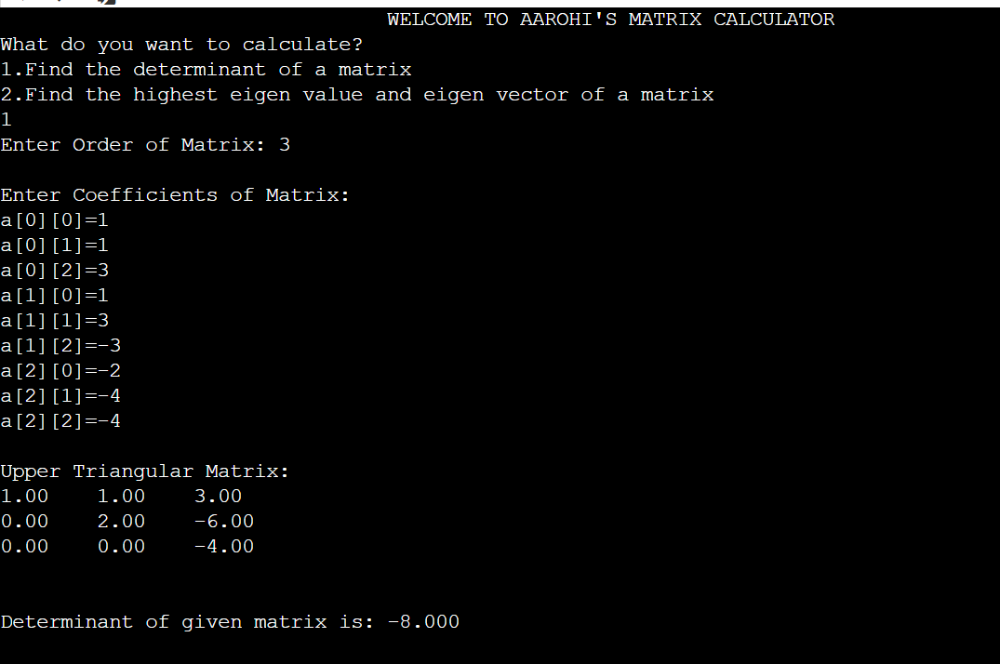 WELCOME TO AAROHI'S MATRIX CALCULATOR
What do you want to calculate?
1.Find the determinant of a matrix
2.Find the highest eigen value and eigen vector of a matrix
1
Enter Order of Matrix: 3
Enter Coefficients of Matrix:
a[0][0]=1
a[0][1]=1
a[0][2]=3
a[1][0]=1
a[1][1]=3
a[1][2]=-3
a[2][0]=-2
a[2][1]=-4
a[2][2]=-4
Upper Triangular Matrix:
1.00 1.00 3.00
0.00 2.00 -6.00
0.00 0.00 -4.00
Determinant of given matrix is: -8.000